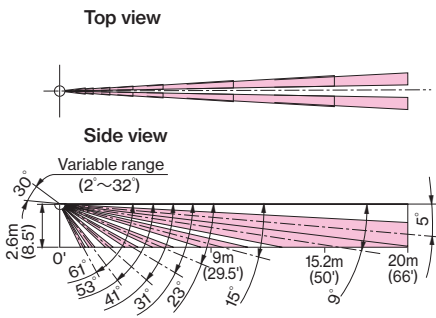 Top view
Side view
Variable range
(2°~32°)
30°
2.6m
(8.5')
0'
61°
53°
41°
31°
23°
15°
9°
5°
9m
(29.5')
15.2m
(50')
20m
(66')